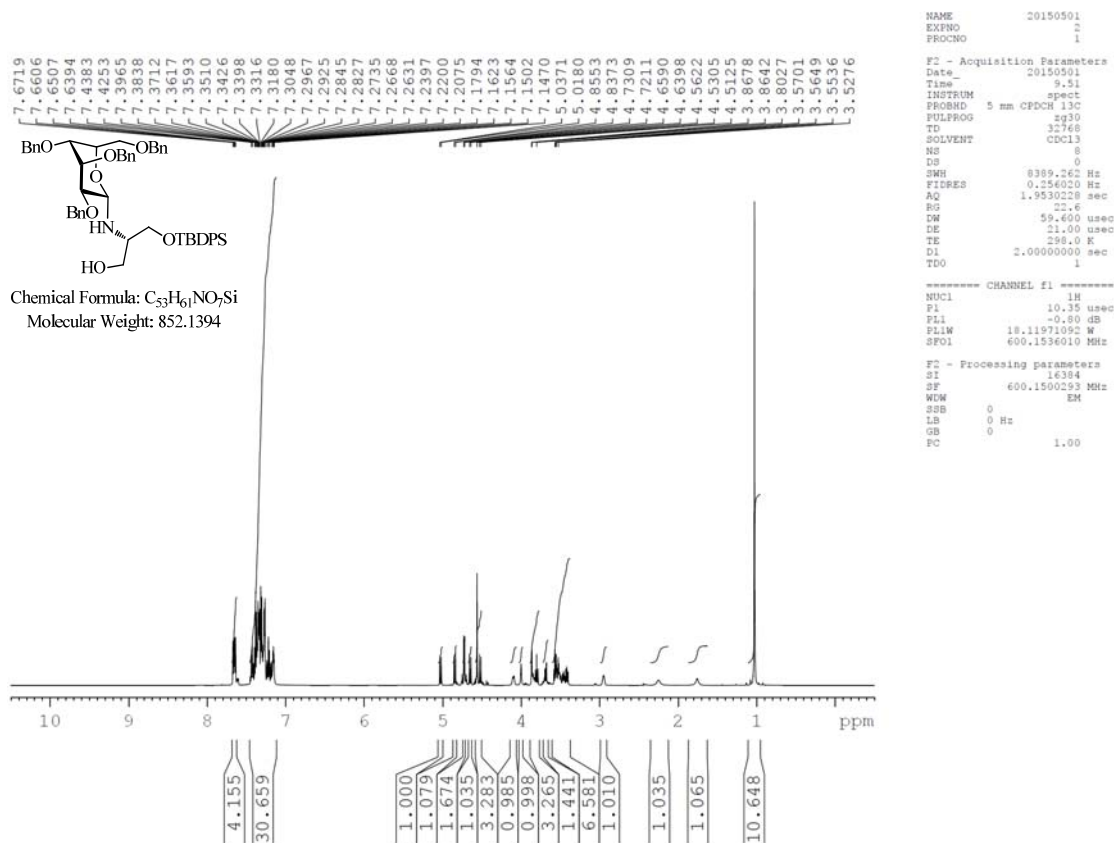 7.6719
7.6606
7.6507
7.6394
7.4383
7.4253
7.3965
7.3838
7.3712
7.3617
7.3593
7.3510
7.3426
7.3398
7.3316
7.3180
7.3048
7.2967
7.2925
7.2845
7.2827
7.2735
7.2668
7.2631
7.2397
7.2200
7.2075
7.1794
7.1623
7.1564
7.1502
7.1470
5.0371
5.0180
4.8553
4.8373
4.7309
4.7211
4.6590
4.6398
4.5622
4.5305
4.5125
3.8678
3.8642
3.8027
3.5701
3.5649
3.5536
3.5276
BnO
OBn
OBn
O
BnO
HN
OTBDPS
HO
Chemical Formula: C₅₃H₆₁NO₇Si
Molecular Weight: 852.1394
10 9 8 7 6 5 4 3 2 1 ppm
4.155
30.659
1.000
1.079
1.674
1.035
3.283
0.985
0.998
3.265
1.441
6.581
1.010
1.035
1.065
10.648
NAME 20150501
EXPNO 2
PROCNO 1
F2 - Acquisition Parameters
Date_ 20150501
Time 9.51
INSTRUM spect
PROBHD 5 mm CPDCH 13C
PULPROG zg30
TD 32768
SOLVENT CDCl3
NS 8
DS 0
SWH 8389.262 Hz
FIDRES 0.256020 Hz
AQ 1.9530228 sec
RG 22.6
DW 59.600 usec
DE 21.00 usec
TE 298.0 K
D1 2.00000000 sec
TD0 1
======== CHANNEL f1 ========
NUC1 1H
P1 10.35 usec
PL1 -0.80 dB
PL1W 18.11971092 W
SFO1 600.1536010 MHz
F2 - Processing parameters
SI 16384
SF 600.1500293 MHz
WDW EM
SSB 0
LB 0 Hz
GB 0
PC 1.00